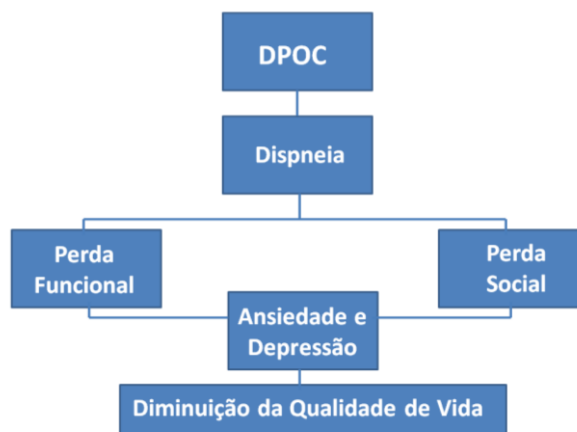 DPOC
Dispneia
Perda
Funcional
Perda
Social
Ansiedade e
Depressão
Diminuição da Qualidade de Vida